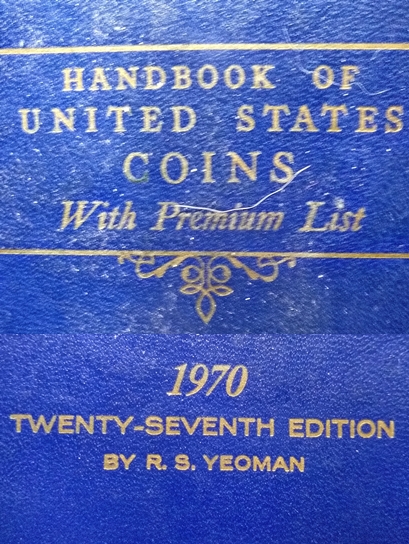 HANDBOOK OF
UNITED STATES
COINS
With Premium List
1970
TWENTY-SEVENTH EDITION
BY R. S. YEOMAN